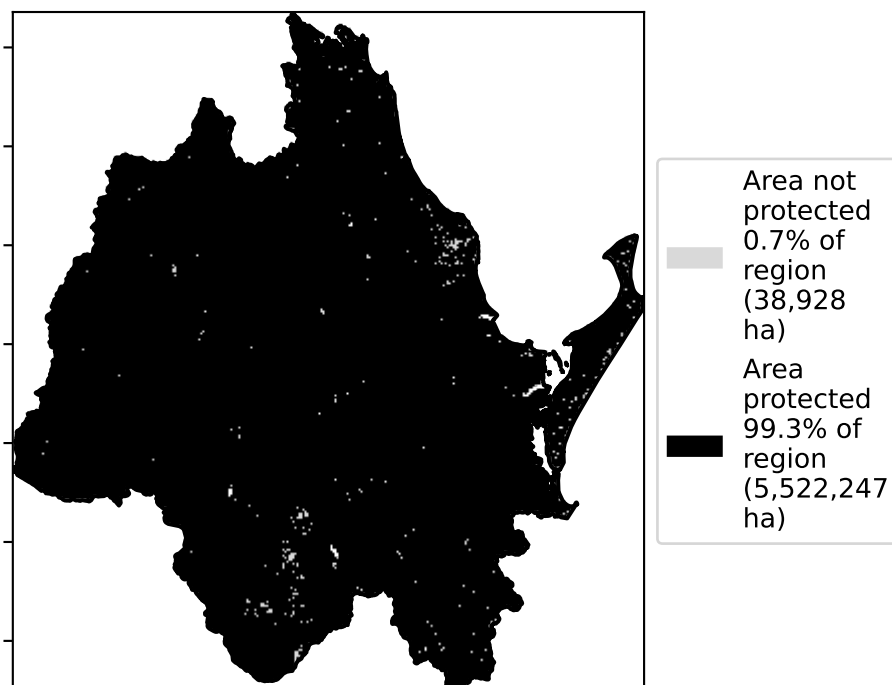 Area not
protected
0.7% of
region
(38,928
ha)
Area
protected
99.3% of
region
(5,522,247
ha)